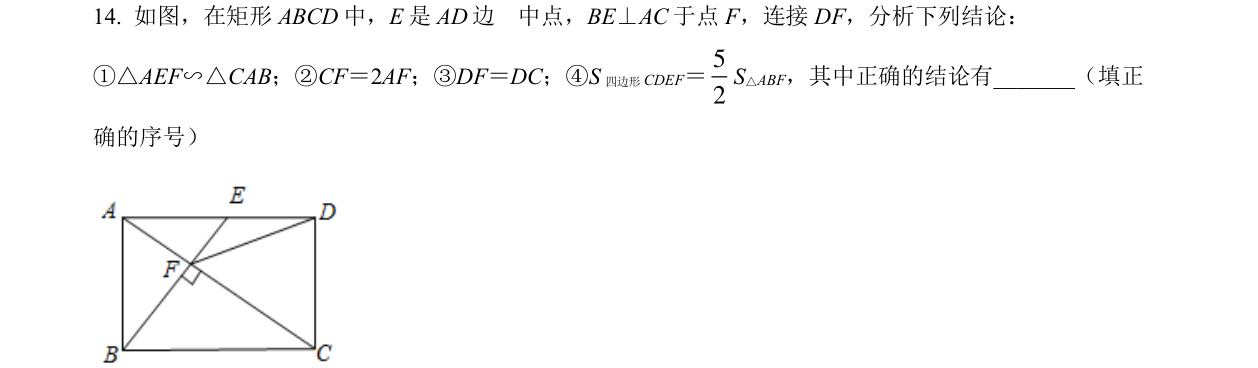 14. 如图，在矩形 ABCD 中，E 是 AD 边 中点，BE⊥AC 于点 F，连接 DF，分析下列结论：
①△AEF∽△CAB；②CF＝2AF；③DF＝DC；④S 四边形 CDEF＝5/2 S△ABF，其中正确的结论有_______（填正
确的序号）
E
A D
F
B C